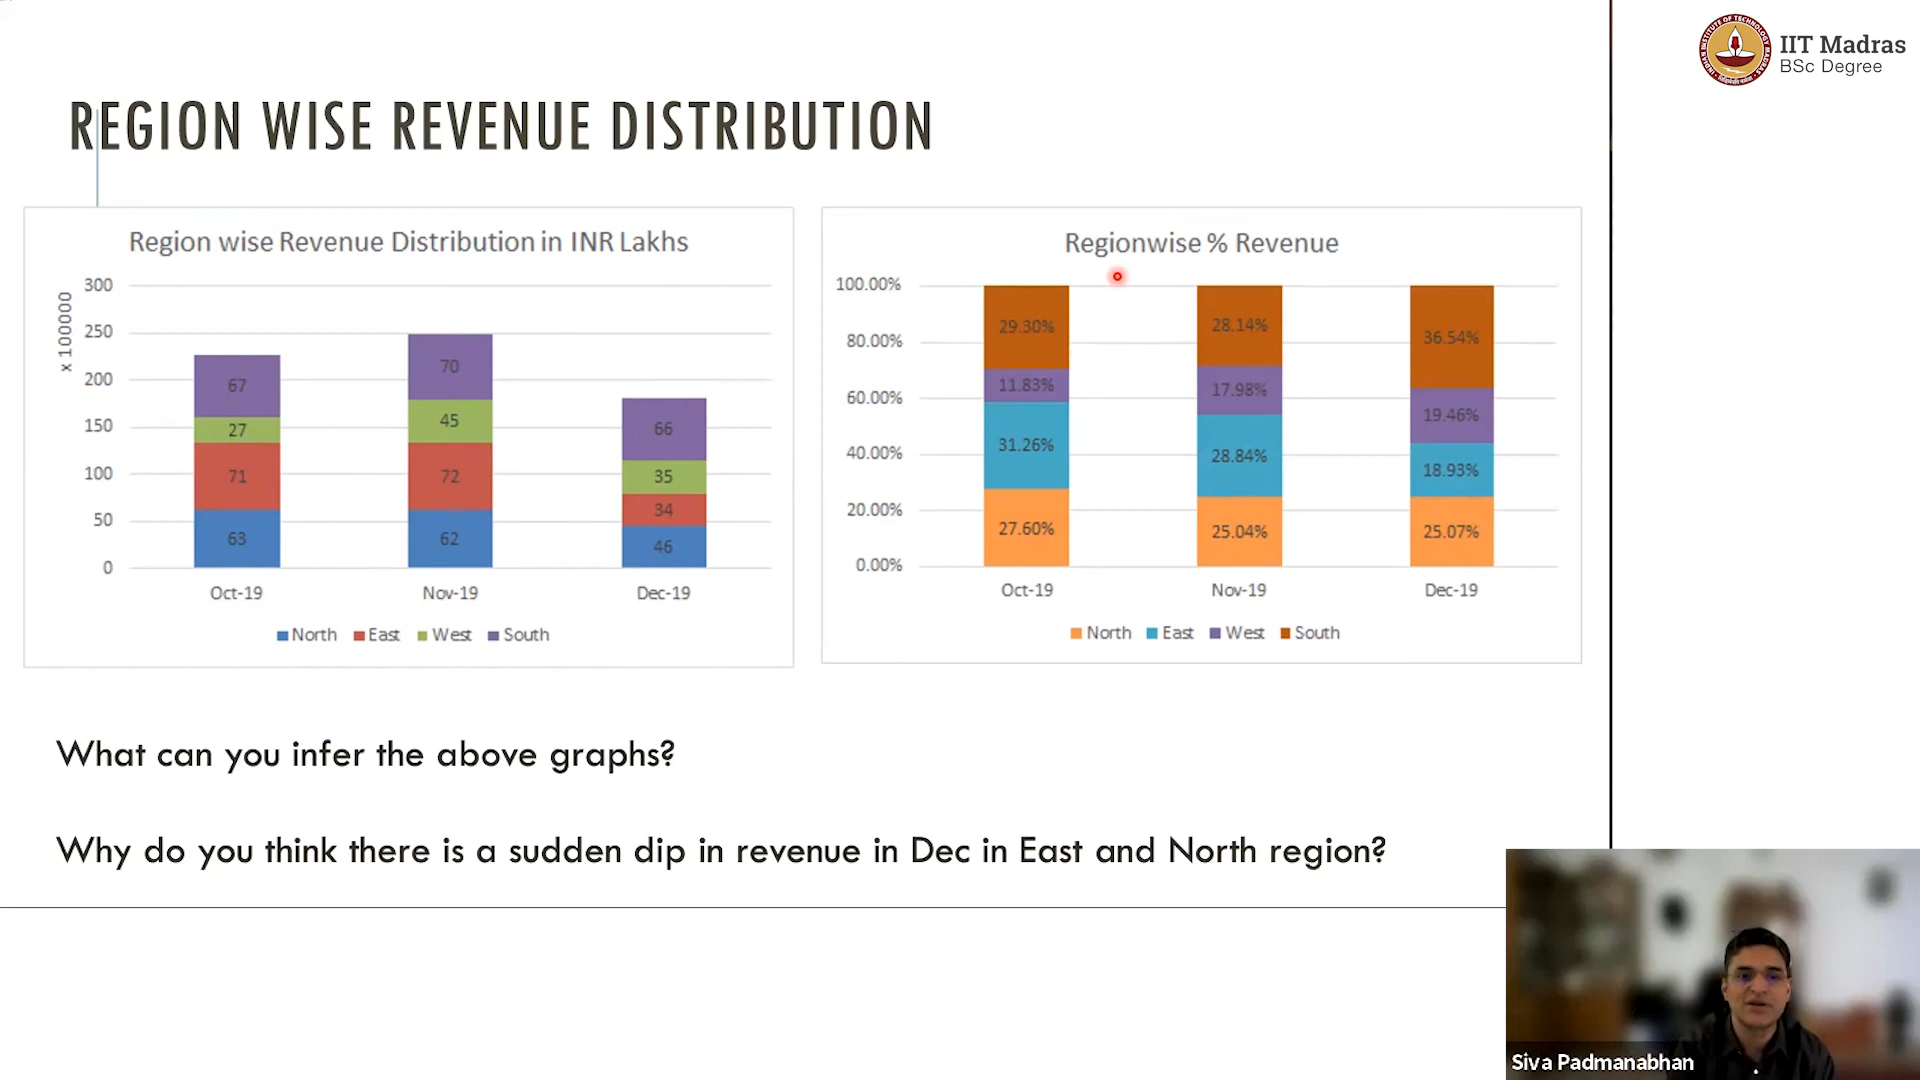 IIT Madras
BSc Degree
REGION WISE REVENUE DISTRIBUTION
Region wise Revenue Distribution in INR Lakhs
x 100000
300
250
200
150
100
50
0
67
27
71
63
70
45
72
62
66
35
34
46
Oct-19 Nov-19 Dec-19
North East West South
Regionwise % Revenue
100.00%
80.00%
60.00%
40.00%
20.00%
0.00%
29.30%
11.83%
31.26%
27.60%
28.14%
17.98%
28.84%
25.04%
36.54%
19.46%
18.93%
25.07%
Oct-19 Nov-19 Dec-19
North East West South
What can you infer the above graphs?
Why do you think there is a sudden dip in revenue in Dec in East and North region?
Siva Padmanabhan